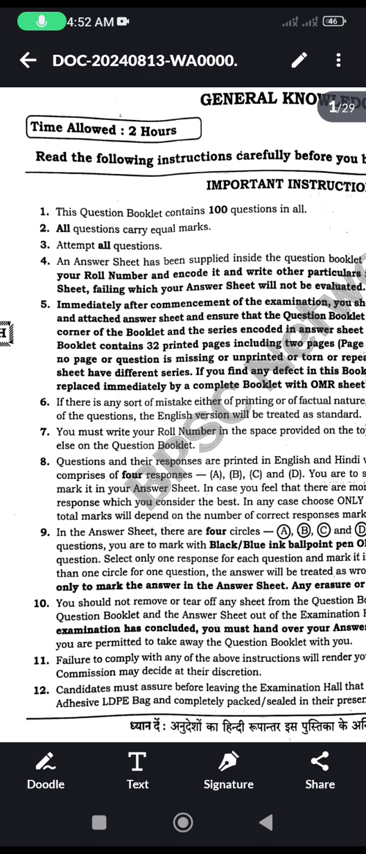 4:52 AM
46
DOC-20240813-WA0000.
GENERAL KNOW
1/29
Time Allowed : 2 Hours
Read the following instructions carefully before you b
IMPORTANT INSTRUCTIO
1. This Question Booklet contains 100 questions in all.
2. All questions carry equal marks.
3. Attempt all questions.
4. An Answer Sheet has been supplied inside the question booklet
your Roll Number and encode it and write other particulars
Sheet, failing which your Answer Sheet will not be evaluated.
5. Immediately after commencement of the examination, you sh
and attached answer sheet and ensure that the Question Booklet
corner of the Booklet and the series encoded in answer sheet
Booklet contains 32 printed pages including two pages (Page
no page or question is missing or unprinted or torn or repea
sheet have different series. If you find any defect in this Book
replaced immediately by a complete Booklet with OMR sheet
6. If there is any sort of mistake either of printing or of factual nature
of the questions, the English version will be treated as standard.
7. You must write your Roll Number in the space provided on the to
else on the Question Booklet.
8. Questions and their responses are printed in English and Hindi v
comprises of four responses — (A), (B), (C) and (D). You are to s
mark it in your Answer Sheet. In case you feel that there are mor
response which you consider the best. In any case choose ONLY
total marks will depend on the number of correct responses mark
9. In the Answer Sheet, there are four circles — (A), (B), (C) and (D
questions, you are to mark with Black/Blue ink ballpoint pen O
question. Select only one response for each question and mark it i
than one circle for one question, the answer will be treated as wro
only to mark the answer in the Answer Sheet. Any erasure or
10. You should not remove or tear off any sheet from the Question B
Question Booklet and the Answer Sheet out of the Examination
examination has concluded, you must hand over your Answe
you are permitted to take away the Question Booklet with you.
11. Failure to comply with any of the above instructions will render yo
Commission may decide at their discretion.
12. Candidates must assure before leaving the Examination Hall that
Adhesive LDPE Bag and completely packed/sealed in their presen
ध्यान दें : अनुदेशों का हिन्दी रूपान्तर इस पुस्तिका के
Doodle
Text
Signature
Share